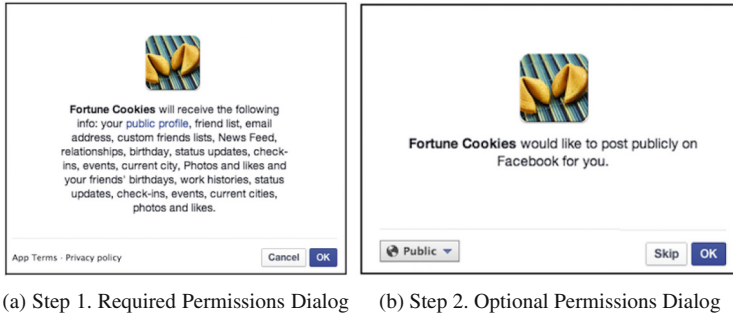 Fortune Cookies will receive the following
info: your public profile, friend list, email
address, custom friends lists, News Feed,
relationships, birthday, status updates, check-
ins, events, current city, Photos and likes and
your friends' birthdays, work histories, status
updates, check-ins, events, current cities,
photos and likes.
App Terms · Privacy policy
Cancel
OK
Fortune Cookies would like to post publicly on
Facebook for you.
Public
Skip
OK
(a) Step 1. Required Permissions Dialog
(b) Step 2. Optional Permissions Dialog